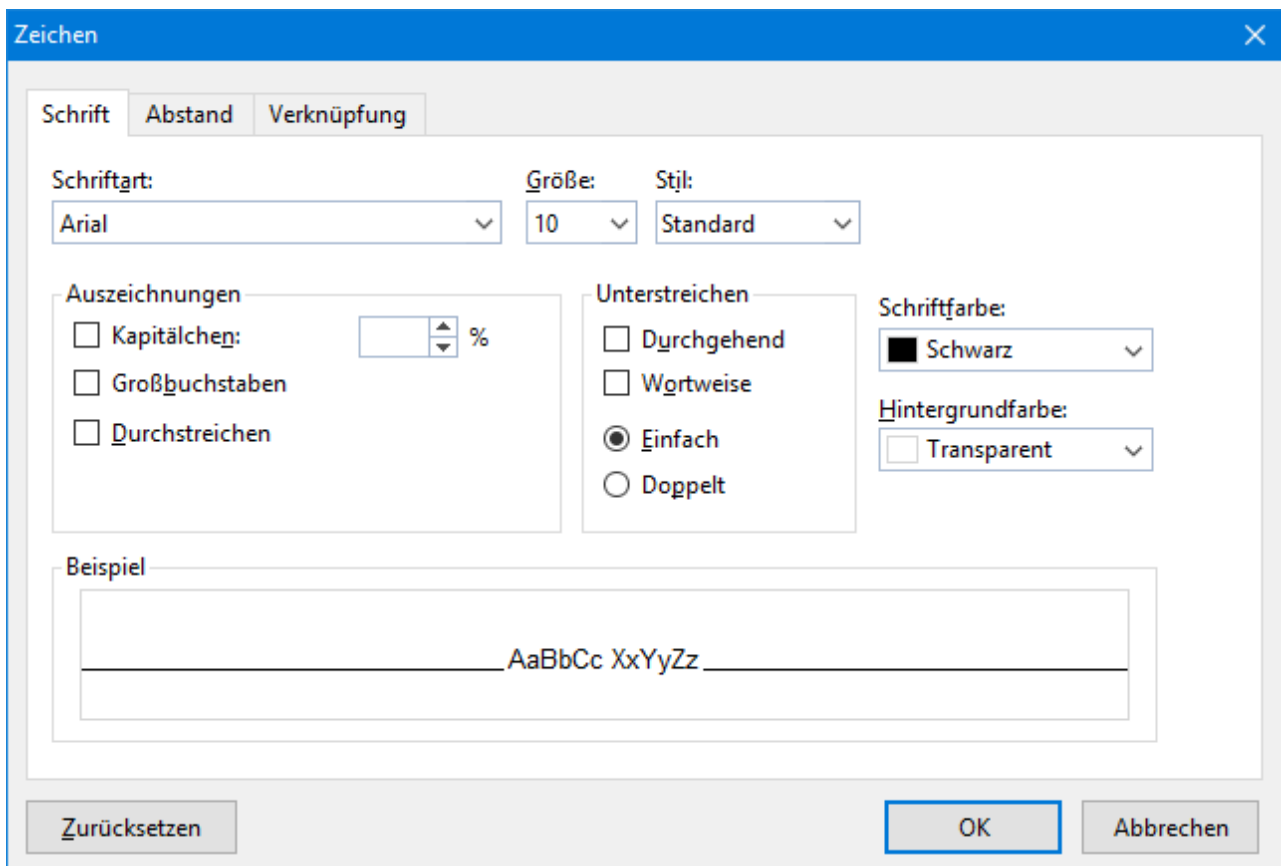 Zeichen
Schrift Abstand Verknüpfung
Schriftart: Größe: Stil:
Arial 10 Standard
Auszeichnungen Unterstreichen
Schriftfarbe:
Kapitälchen: % Durchgehend
Schwarz
Großbuchstaben Wortweise
Hintergrundfarbe:
Durchstreichen Einfach
Transparent
Doppelt
Beispiel
AaBbCc XxYyZz
Zurücksetzen OK Abbrechen